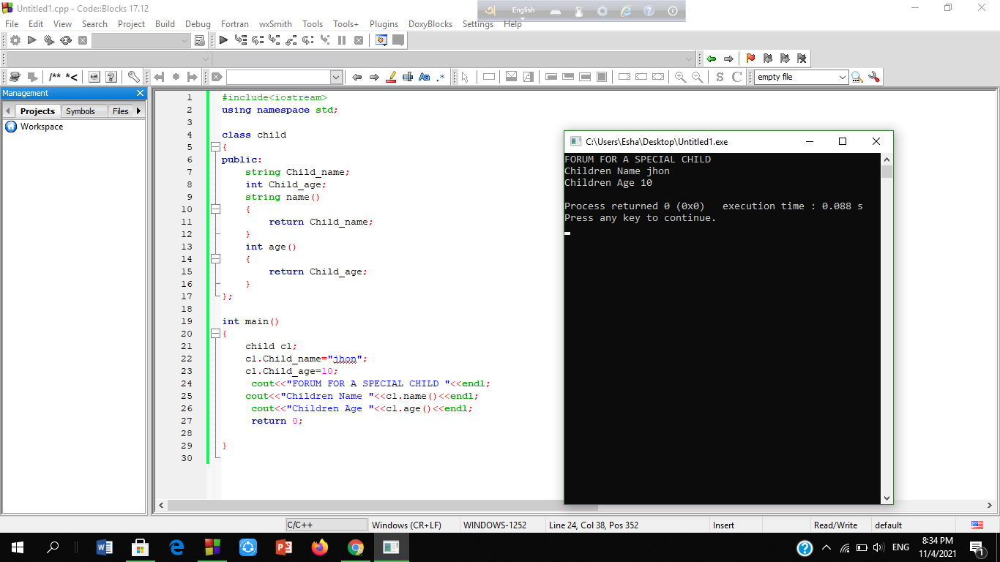 Untitled1.cpp - Code::Blocks 17.12
English
File Edit View Search Project Build Debug Fortran wxSmith Tools Tools+ Plugins DoxyBlocks Settings Help
/** *<
Aa .*
S C
empty file
Management
Projects Symbols Files
Workspace
1 #include<iostream>
2 using namespace std;
3
4 class child
5 {
6 public:
7 string Child_name;
8 int Child_age;
9 string name()
10 {
11 return Child_name;
12 }
13 int age()
14 {
15 return Child_age;
16 }
17 };
18
19 int main()
20 {
21 child c1;
22 c1.Child_name="jhon";
23 c1.Child_age=10;
24 cout<<"FORUM FOR A SPECIAL CHILD "<<endl;
25 cout<<"Children Name "<<c1.name()<<endl;
26 cout<<"Children Age "<<c1.age()<<endl;
27 return 0;
28
29 }
30
C:\Users\Esha\Desktop\Untitled1.exe
FORUM FOR A SPECIAL CHILD
Children Name jhon
Children Age 10
Process returned 0 (0x0) execution time : 0.088 s
Press any key to continue.
C/C++ Windows (CR+LF) WINDOWS-1252 Line 24, Col 38, Pos 352 Insert Read/Write default
ENG
8:34 PM
11/4/2021
1